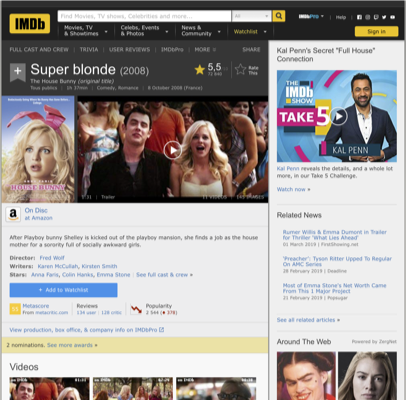 IMDb
Find Movies, TV shows, Celebrities and more...
All
IMDbPro
Help
Movies, TV & Showtimes
Celebs, Events & Photos
News & Community
Watchlist
Sign in
FULL CAST AND CREW | TRIVIA | USER REVIEWS | IMDbPro | MORE
SHARE
Super blonde (2008)
The House Bunny (original title)
Tous publics | 1h 37min | Comedy, Romance | 8 October 2008 (France)
5,5
Rate This
HOUSE BUNNY
1:31 | Trailer
On Disc
at Amazon
After Playboy bunny Shelley is kicked out of the playboy mansion, she finds a job as the house
mother for a sorority full of socially awkward girls.
Director: Fred Wolf
Writers: Karen McCullah, Kirsten Smith
Stars: Anna Faris, Colin Hanks, Emma Stone | See full cast & crew »
+ Add to Watchlist
Metascore
From metacritic.com
Reviews
134 user | 128 critic
Popularity
2 544
View production, box office, & company info on IMDbPro
2 nominations. See more awards »
Videos
Kal Penn's Secret "Full House"
Connection
THE IMDb SHOW
TAKE 5
KAL PENN
Kal Penn reveals the details, and a whole lot
more, in our Take 5 Challenge.
Watch now »
Related News
Rumer Willis & Emma Dumont in Trailer
for Thriller 'What Lies Ahead'
01 March 2019 | FirstShowing.net
'Preacher': Tyson Ritter Upped To Regular
On AMC Series
28 February 2019 | Deadline
Most of Emma Stone's Net Worth Came
From This 1 Major Project
21 February 2019 | Popsugar
See all related articles »
Around The Web
Powered by ZergNet